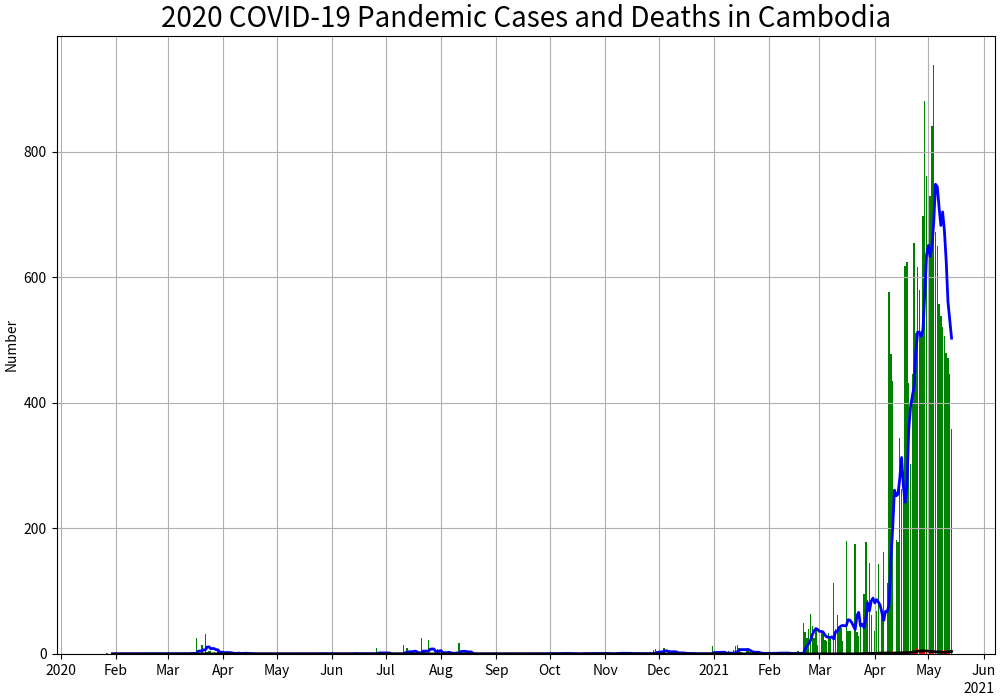 2020 COVID-19 Pandemic Cases and Deaths in Cambodia
Number
800
600
400
200
0
2020 Feb Mar Apr May Jun Jul Aug Sep Oct Nov Dec 2021 Feb Mar Apr May Jun
2021